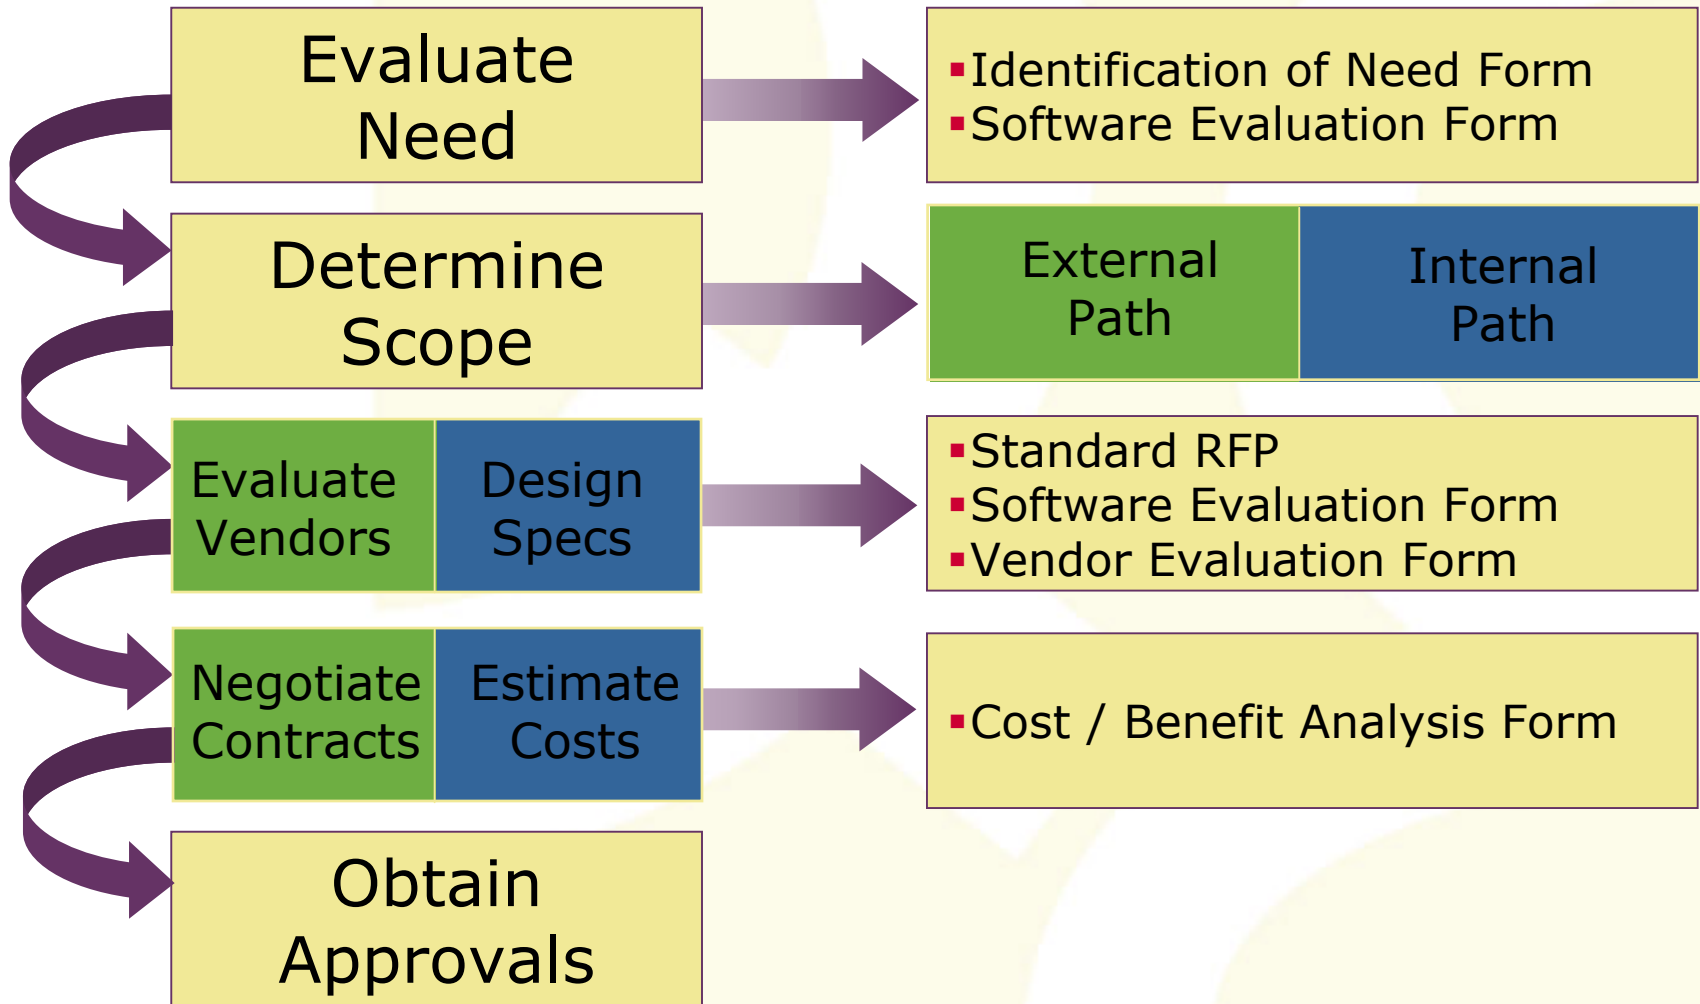 Evaluate
Need
▪Identification of Need Form
▪Software Evaluation Form
Determine
Scope
External
Path
Internal
Path
Evaluate
Vendors
Design
Specs
▪Standard RFP
▪Software Evaluation Form
▪Vendor Evaluation Form
Negotiate
Contracts
Estimate
Costs
▪Cost / Benefit Analysis Form
Obtain
Approvals